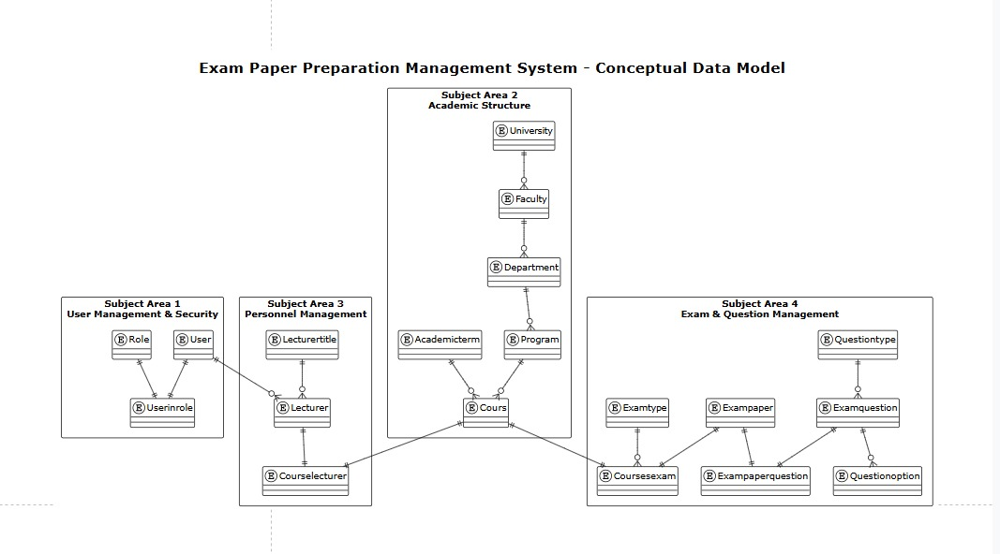 Exam Paper Preparation Management System - Conceptual Data Model
Subject Area 2
Academic Structure
E University
E Faculty
E Department
Subject Area 1
User Management & Security
Subject Area 3
Personnel Management
Subject Area 4
Exam & Question Management
E Role
E User
E Lecturertitle
E Academicterm
E Program
E Questiontype
E Userinrole
E Lecturer
E Cours
E Examtype
E Exampaper
E Examquestion
E Courselecturer
E Coursesexam
E Exampaperquestion
E Questionoption